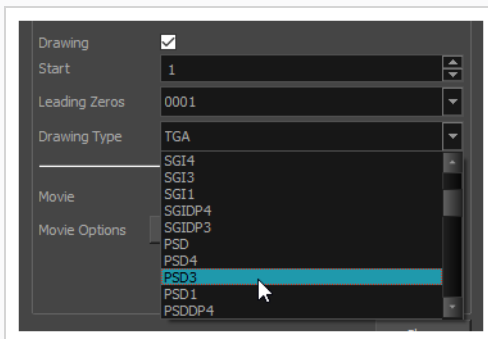 Drawing
Start 1
Leading Zeros 0001
Drawing Type TGA
SGI4
SGI3
SGI1
SGIDP4
Movie
SGIDP3
Movie Options
PSD
PSD4
PSD3
PSD1
PSDDP4